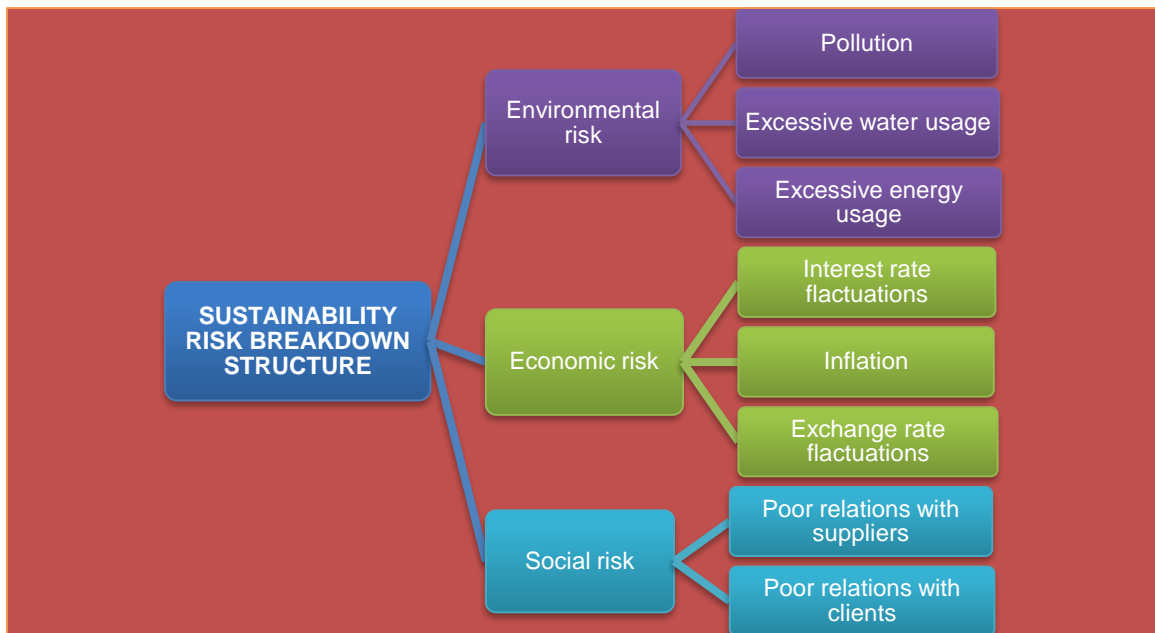 SUSTAINABILITY
RISK BREAKDOWN
STRUCTURE
Environmental
risk
Pollution
Excessive water usage
Excessive energy
usage
Economic risk
Interest rate
flactuations
Inflation
Exchange rate
flactuations
Social risk
Poor relations with
suppliers
Poor relations with
clients